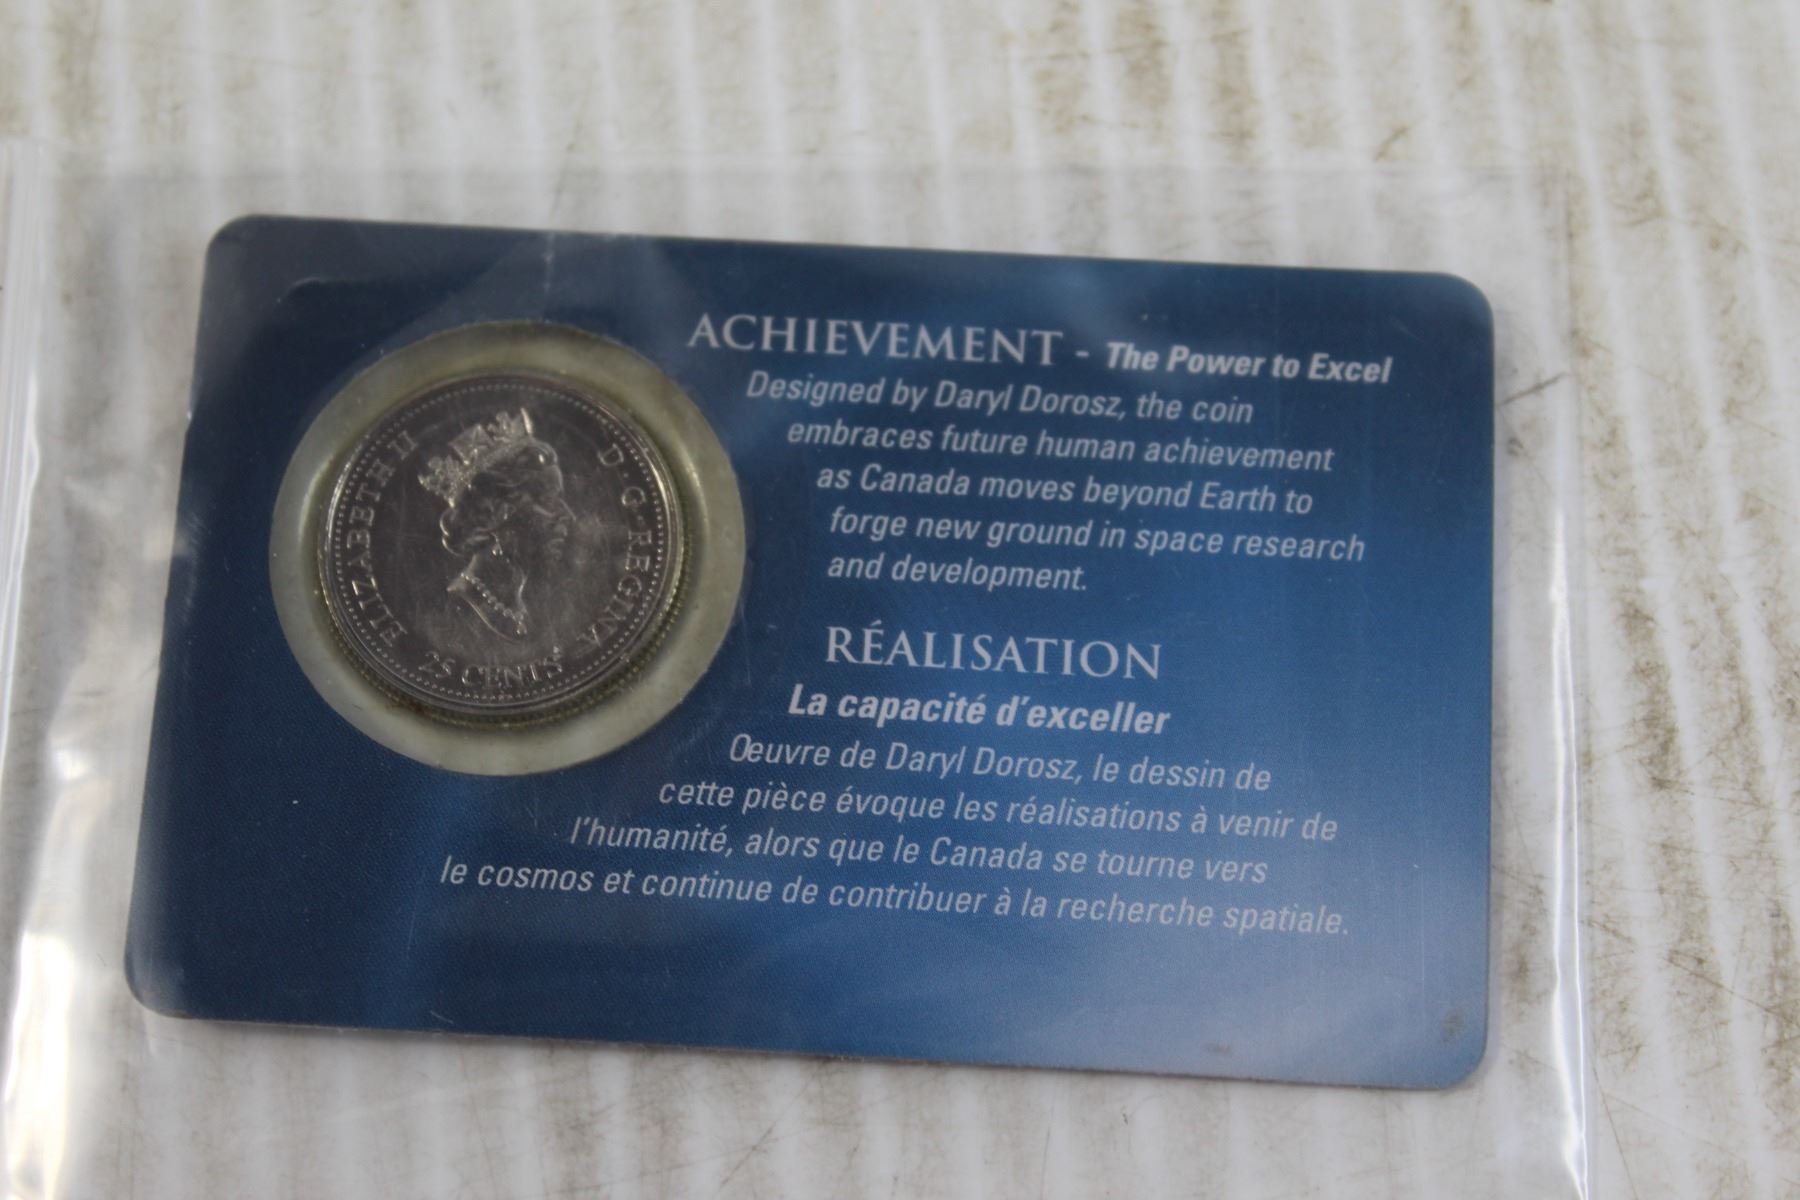 ELIZABETH II D·G·REGINA
25 CENTS
ACHIEVEMENT - The Power to Excel
Designed by Daryl Dorosz, the coin
embraces future human achievement
as Canada moves beyond Earth to
forge new ground in space research
and development.
RÉALISATION
La capacité d'exceller
Œuvre de Daryl Dorosz, le dessin de
cette pièce évoque les réalisations à venir de
l'humanité, alors que le Canada se tourne vers
le cosmos et continue de contribuer à la recherche spatiale.